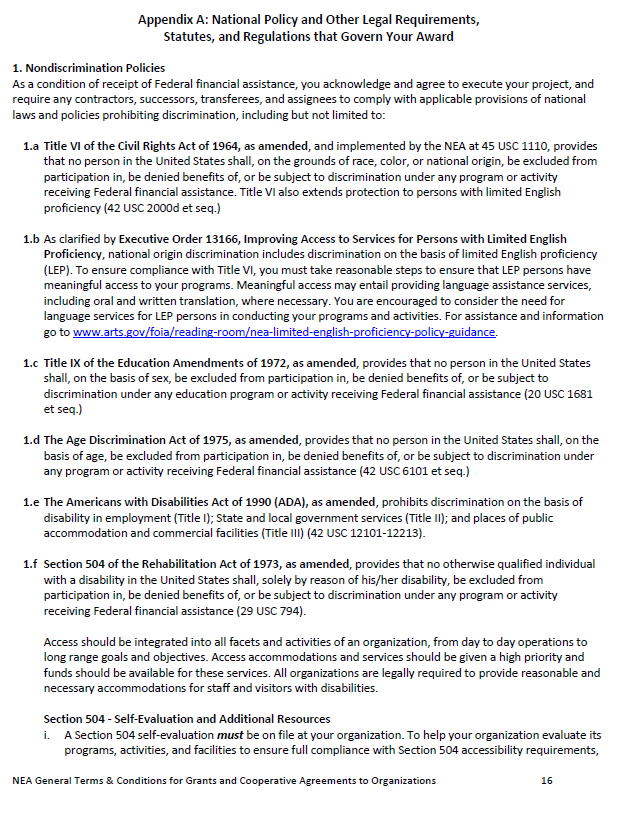 Appendix A: National Policy and Other Legal Requirements,
Statutes, and Regulations that Govern Your Award
1. Nondiscrimination Policies
As a condition of receipt of Federal financial assistance, you acknowledge and agree to execute your project, and
require any contractors, successors, transferees, and assignees to comply with applicable provisions of national
laws and policies prohibiting discrimination, including but not limited to:
1.a Title VI of the Civil Rights Act of 1964, as amended, and implemented by the NEA at 45 USC 1110, provides
that no person in the United States shall, on the grounds of race, color, or national origin, be excluded from
participation in, be denied benefits of, or be subject to discrimination under any program or activity
receiving Federal financial assistance. Title VI also extends protection to persons with limited English
proficiency (42 USC 2000d et seq.)
1.b As clarified by Executive Order 13166, Improving Access to Services for Persons with Limited English
Proficiency, national origin discrimination includes discrimination on the basis of limited English proficiency
(LEP). To ensure compliance with Title VI, you must take reasonable steps to ensure that LEP persons have
meaningful access to your programs. Meaningful access may entail providing language assistance services,
including oral and written translation, where necessary. You are encouraged to consider the need for
language services for LEP persons in conducting your programs and activities. For assistance and information
go to www.arts.gov/foia/reading-room/nea-limited-english-proficiency-policy-guidance.
1.c Title IX of the Education Amendments of 1972, as amended, provides that no person in the United States
shall, on the basis of sex, be excluded from participation in, be denied benefits of, or be subject to
discrimination under any education program or activity receiving Federal financial assistance (20 USC 1681
et seq.)
1.d The Age Discrimination Act of 1975, as amended, provides that no person in the United States shall, on the
basis of age, be excluded from participation in, be denied benefits of, or be subject to discrimination under
any program or activity receiving Federal financial assistance (42 USC 6101 et seq.)
1.e The Americans with Disabilities Act of 1990 (ADA), as amended, prohibits discrimination on the basis of
disability in employment (Title I); State and local government services (Title II); and places of public
accommodation and commercial facilities (Title III) (42 USC 12101-12213).
1.f Section 504 of the Rehabilitation Act of 1973, as amended, provides that no otherwise qualified individual
with a disability in the United States shall, solely by reason of his/her disability, be excluded from
participation in, be denied benefits of, or be subject to discrimination under any program or activity
receiving Federal financial assistance (29 USC 794).
Access should be integrated into all facets and activities of an organization, from day to day operations to
long range goals and objectives. Access accommodations and services should be given a high priority and
funds should be available for these services. All organizations are legally required to provide reasonable and
necessary accommodations for staff and visitors with disabilities.
Section 504 - Self-Evaluation and Additional Resources
i. A Section 504 self-evaluation must be on file at your organization. To help your organization evaluate its
programs, activities, and facilities to ensure full compliance with Section 504 accessibility requirements,
NEA General Terms & Conditions for Grants and Cooperative Agreements to Organizations 16